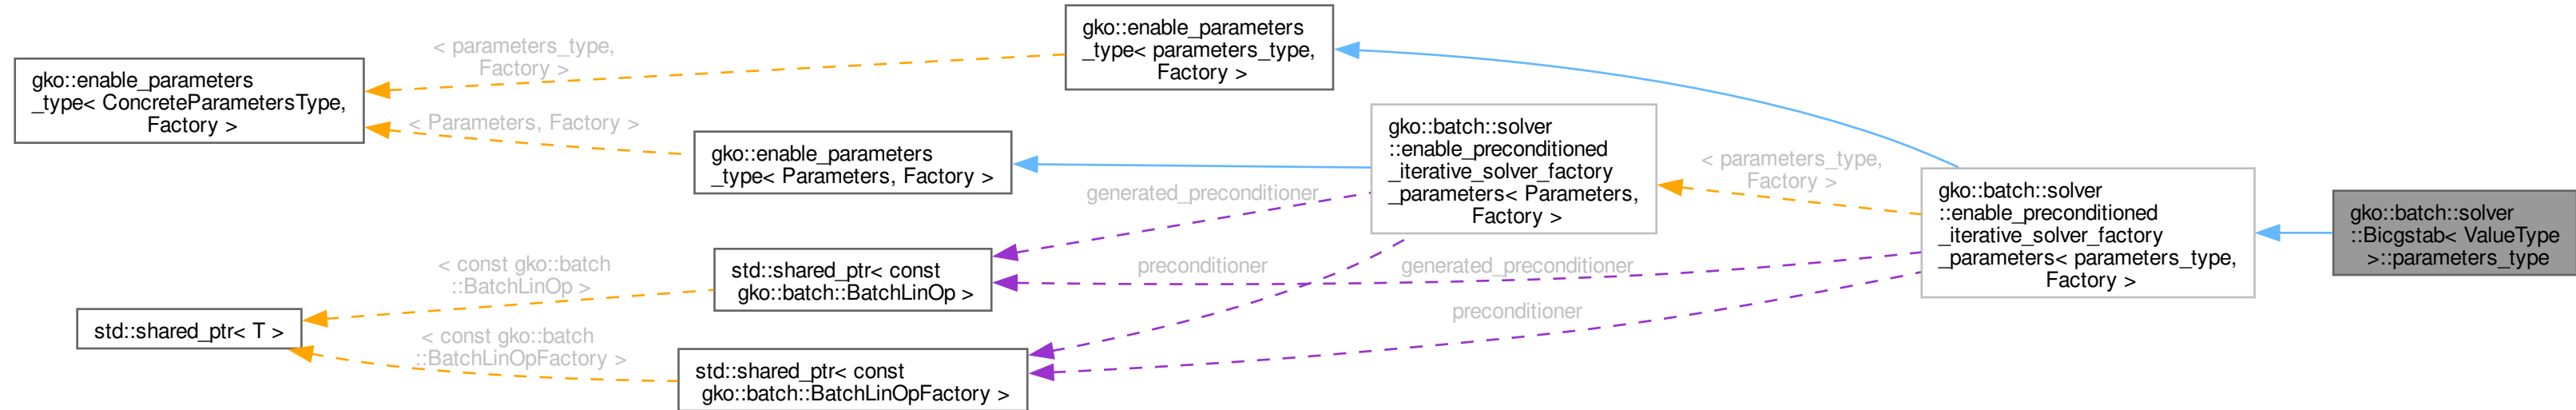 gko::enable_parameters
_type< ConcreteParametersType,
Factory >
< parameters_type,
Factory >
< Parameters, Factory >
gko::enable_parameters
_type< parameters_type,
Factory >
gko::enable_parameters
_type< Parameters, Factory >
gko::batch::solver
::enable_preconditioned
_iterative_solver_factory
_parameters< Parameters,
Factory >
< parameters_type,
Factory >
gko::batch::solver
::enable_preconditioned
_iterative_solver_factory
_parameters< parameters_type,
Factory >
gko::batch::solver
::Bicgstab< ValueType
>::parameters_type
generated_preconditioner
preconditioner
generated_preconditioner
preconditioner
std::shared_ptr< const
gko::batch::BatchLinOp >
< const gko::batch
::BatchLinOp >
std::shared_ptr< T >
< const gko::batch
::BatchLinOpFactory >
std::shared_ptr< const
gko::batch::BatchLinOpFactory >